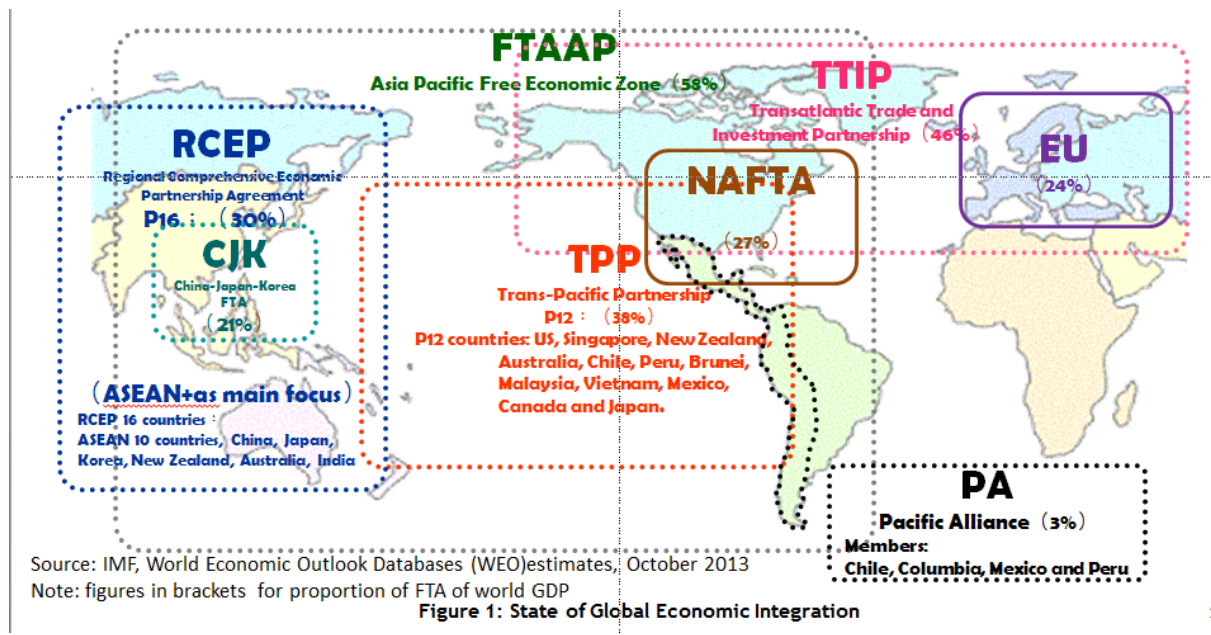 FTAAP
Asia Pacific Free Economic Zone (58%)
TTIP
Transatlantic Trade and
Investment Partnership (46%)
EU
(24%)
RCEP
Regional Comprehensive Economic
Partnership Agreement
P16 : (30%)
CJK
China-Japan-Korea
FTA
(21%)
(ASEAN+as main focus)
RCEP 16 countries :
ASEAN 10 countries, China, Japan,
Korea, New Zealand, Australia, India
NAFTA
(27%)
TPP
Trans-Pacific Partnership
P12 : (38%)
P12 countries: US, Singapore, New Zealand,
Australia, Chile, Peru, Brunei,
Malaysia, Vietnam, Mexico,
Canada and Japan.
PA
Pacific Alliance (3%)
Members:
Chile, Columbia, Mexico and Peru
Source: IMF, World Economic Outlook Databases (WEO)estimates, October 2013
Note: figures in brackets for proportion of FTA of world GDP
Figure 1: State of Global Economic Integration